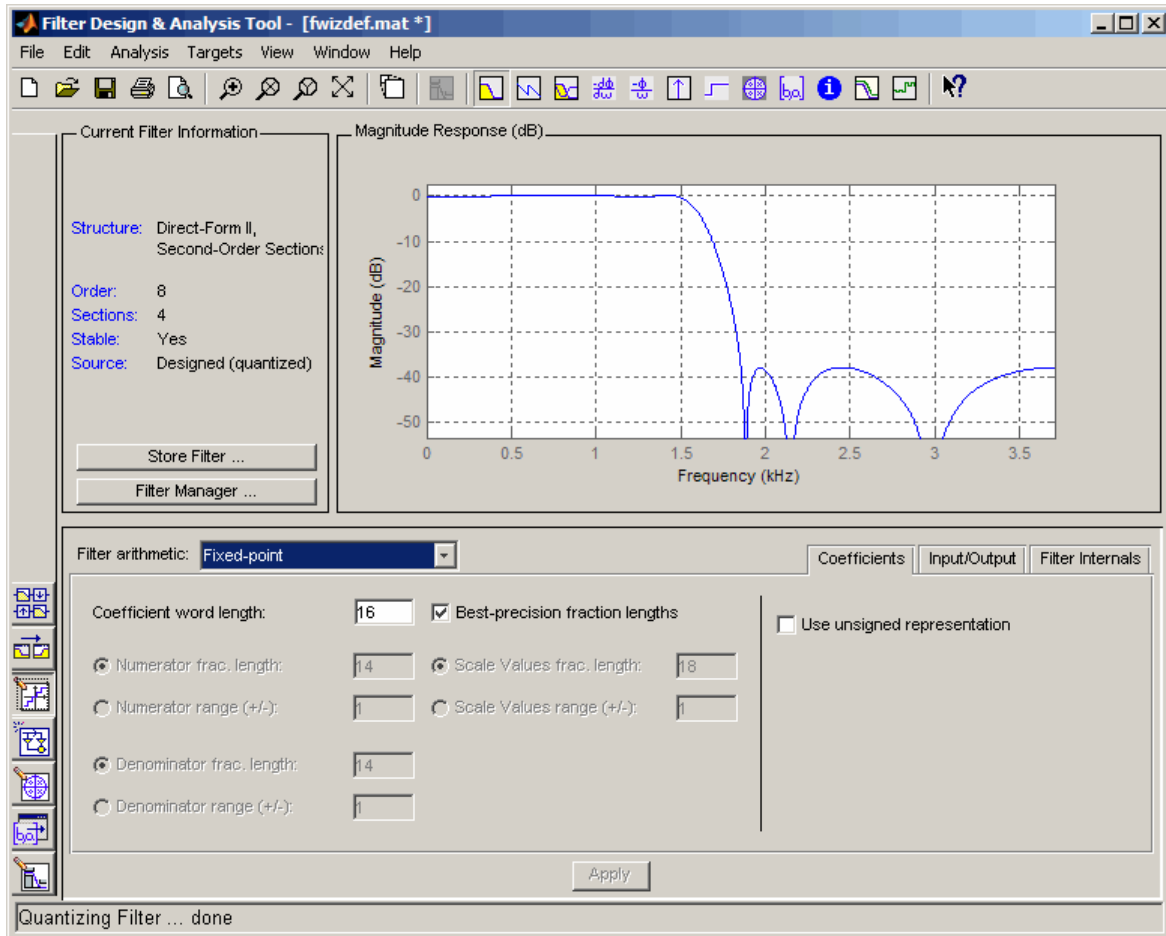 Filter Design & Analysis Tool - [fwizdef.mat *]
File Edit Analysis Targets View Window Help
Current Filter Information
Structure: Direct-Form II,
Second-Order Sections
Order: 8
Sections: 4
Stable: Yes
Source: Designed (quantized)
Store Filter ...
Filter Manager ...
Magnitude Response (dB)
Magnitude (dB)
0
-10
-20
-30
-40
-50
0 0.5 1 1.5 2 2.5 3 3.5
Frequency (kHz)
Filter arithmetic: Fixed-point
Coefficients Input/Output Filter Internals
Coefficient word length: 16 Best-precision fraction lengths
Use unsigned representation
Numerator frac. length: 14 Scale Values frac. length: 18
Numerator range (+/-): 1 Scale Values range (+/-): 1
Denominator frac. length: 14
Denominator range (+/-): 1
Apply
Quantizing Filter ... done